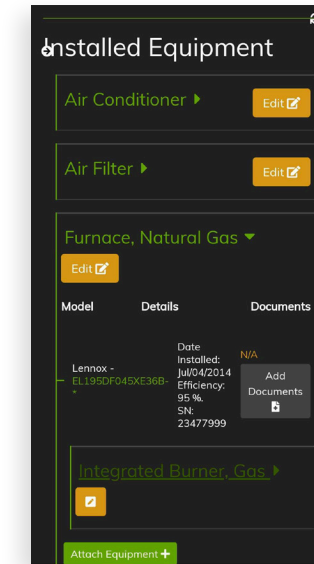 Installed Equipment
Air Conditioner
Edit
Air Filter
Edit
Furnace, Natural Gas
Edit
Model Details Documents
Lennox -
EL195DF045XE36B-
*
Date
Installed:
Jul/04/2014
Efficiency:
95 %.
SN:
23477999
N/A
Add
Documents
Integrated Burner, Gas
Attach Equipment +